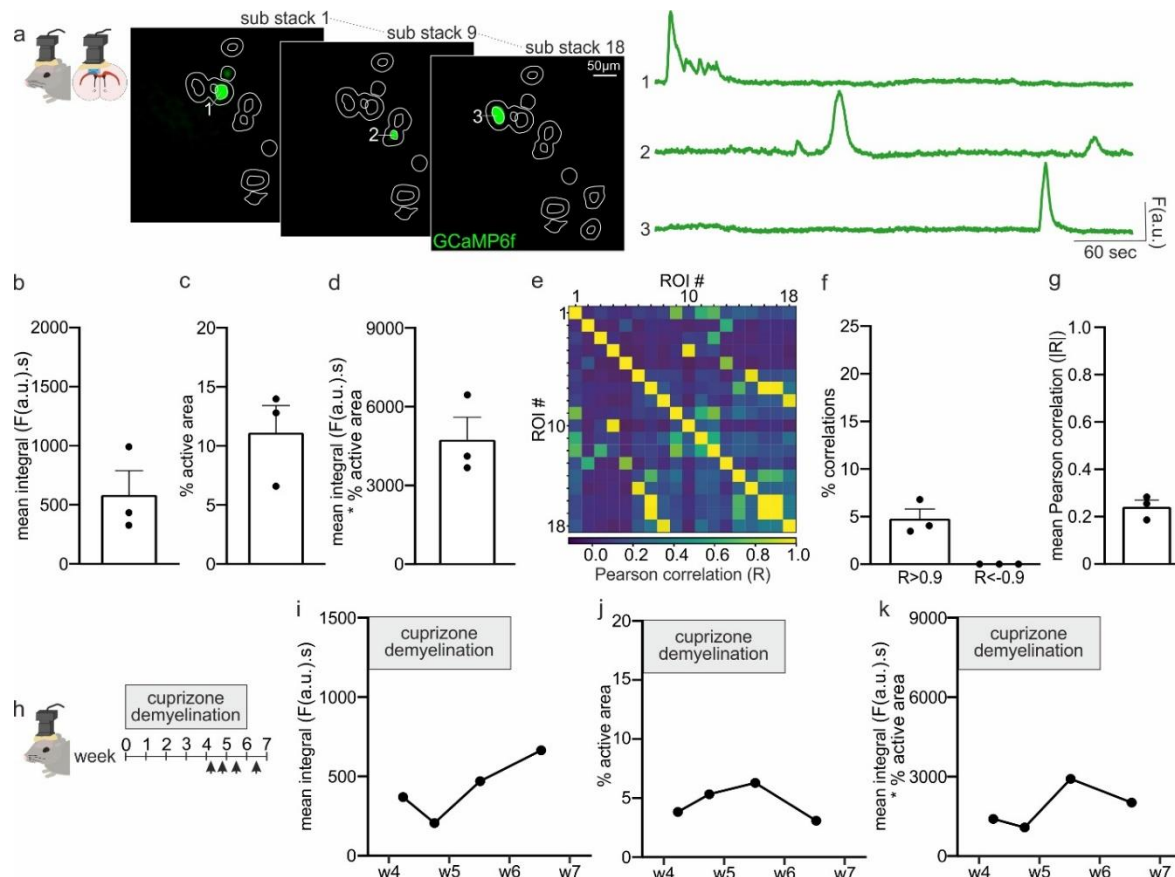 a
sub stack 1
sub stack 9
sub stack 18
50µm
1
2
3
GCaMP6f
1
2
3
F(a.u.)
60 sec
b
mean integral (F(a.u.).s)
2000
1500
1000
500
0
c
% active area
20
15
10
5
0
d
mean integral (F(a.u.).s)
* % active area
9000
6000
3000
0
e
ROI #
1
10
18
ROI #
1
10
18
0.0
0.2
0.4
0.6
0.8
1.0
Pearson correlation (R)
f
% correlations
25
20
15
10
5
0
R>0.9
R<-0.9
g
mean Pearson correlation (|R|)
1.0
0.8
0.6
0.4
0.2
0
h
cuprizone
demyelination
week
0 1 2 3 4 5 6 7
i
mean integral (F(a.u.).s)
1500
1000
500
0
cuprizone
demyelination
w4 w5 w6 w7
j
% active area
20
15
10
5
0
cuprizone
demyelination
w4 w5 w6 w7
k
mean integral (F(a.u.).s)
* % active area
9000
6000
3000
0
cuprizone
demyelination
w4 w5 w6 w7